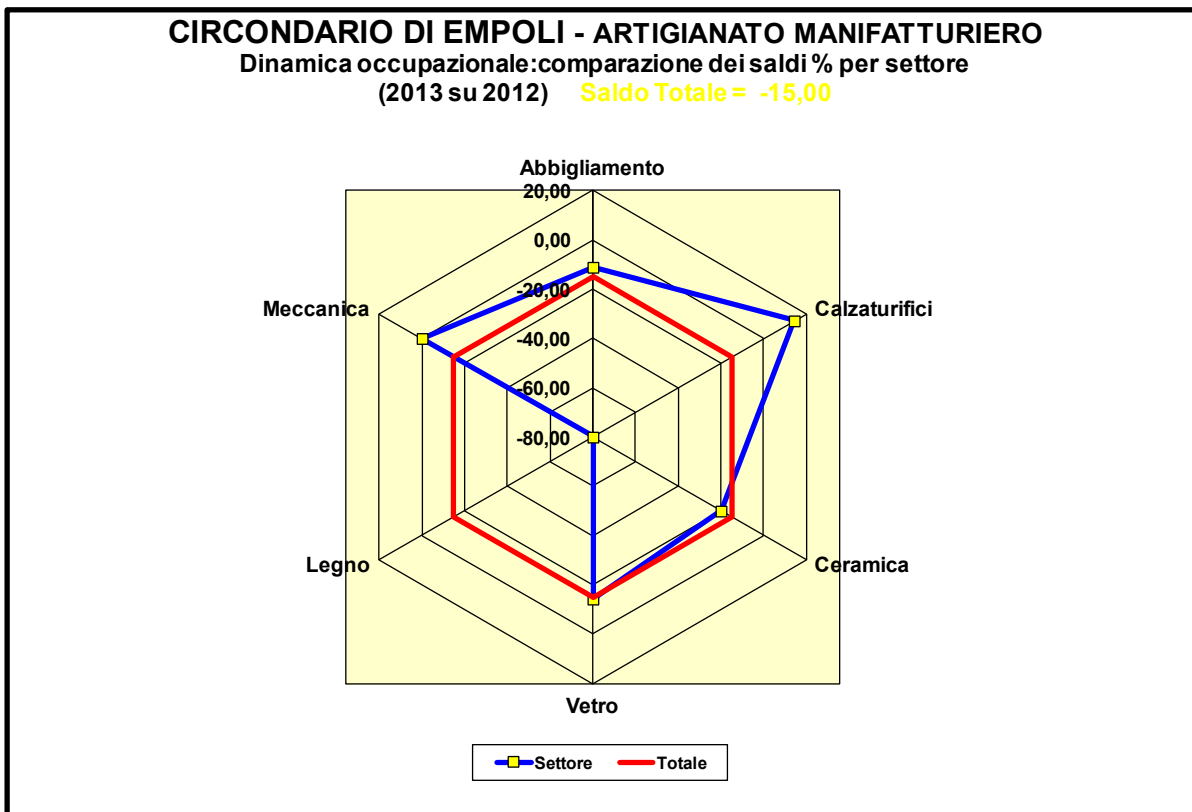 CIRCONDARIO DI EMPOLI - ARTIGIANATO MANIFATTURIERO
Dinamica occupazionale:comparazione dei saldi % per settore
(2013 su 2012) Saldo Totale = -15,00
Abbigliamento
20,00
0,00
-20,00
-40,00
-60,00
-80,00
Meccanica
Calzaturifici
Legno
Ceramica
Vetro
Settore
Totale